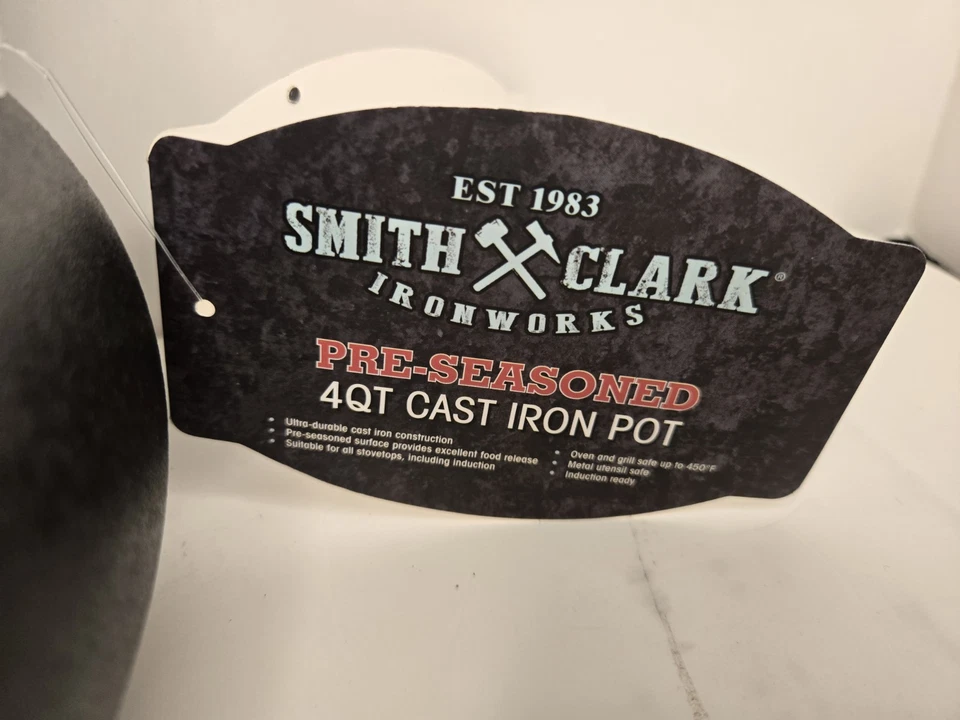 EST 1983
SMITH CLARK®
IRONWORKS
PRE-SEASONED
4QT CAST IRON POT
• Ultra-durable cast iron construction
• Pre-seasoned surface provides excellent food release
• Suitable for all stovetops, including induction
• Oven and grill safe up to 450°F
• Metal utensil safe
• Induction ready